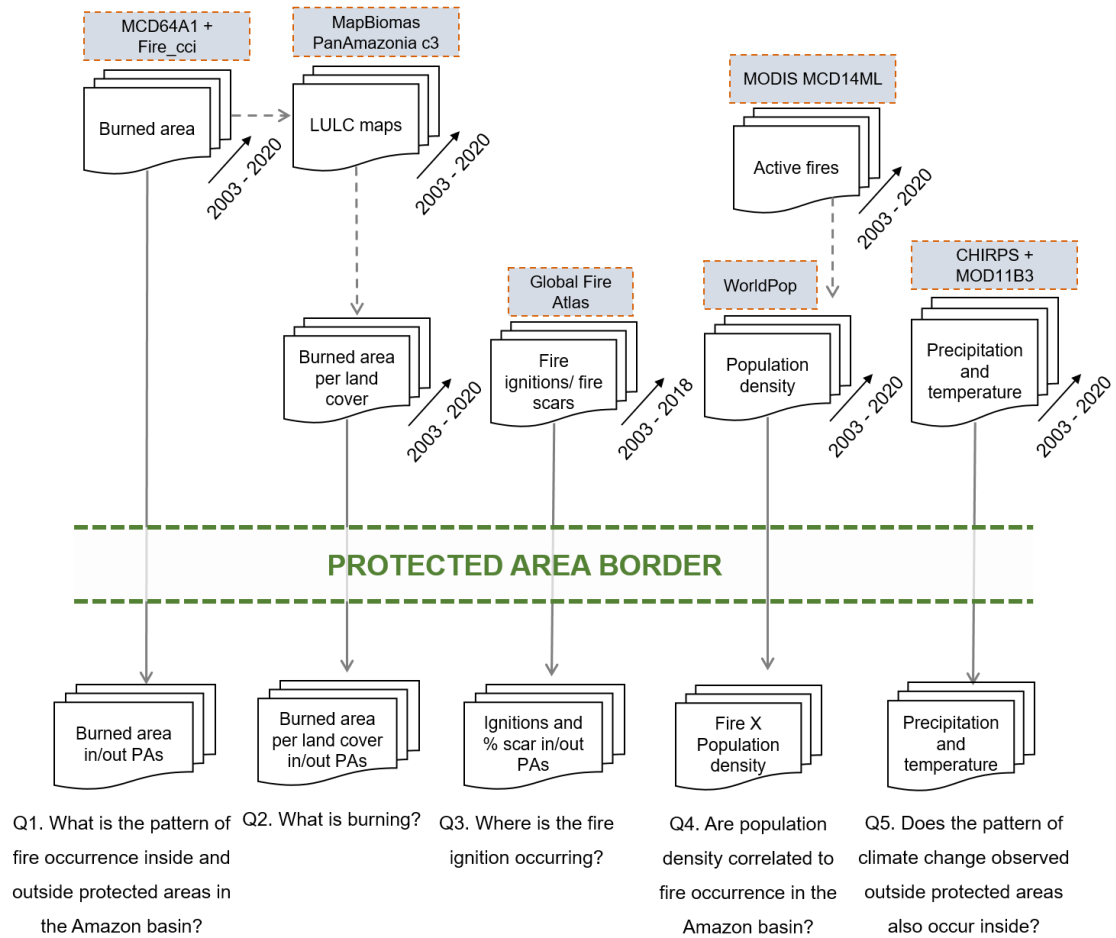 MCD64A1 +
Fire_cci
MapBiomas
PanAmazonia c3
MODIS MCD14ML
Burned area
LULC maps
Active fires
2003 - 2020
2003 - 2020
2003 - 2020
Global Fire
Atlas
WorldPop
CHIRPS +
MOD11B3
Burned area
per land
cover
Fire
ignitions/ fire
scars
Population
density
Precipitation
and
temperature
2003 - 2020
2003 - 2018
2003 - 2020
2003 - 2020
PROTECTED AREA BORDER
Burned area
in/out PAs
Burned area
per land cover
in/out PAs
Ignitions and
% scar in/out
PAs
Fire X
Population
density
Precipitation
and
temperature
Q1. What is the pattern of
fire occurrence inside and
outside protected areas in
the Amazon basin?
Q2. What is burning?
Q3. Where is the fire
ignition occurring?
Q4. Are population
density correlated to
fire occurrence in the
Amazon basin?
Q5. Does the pattern of
climate change observed
outside protected areas
also occur inside?